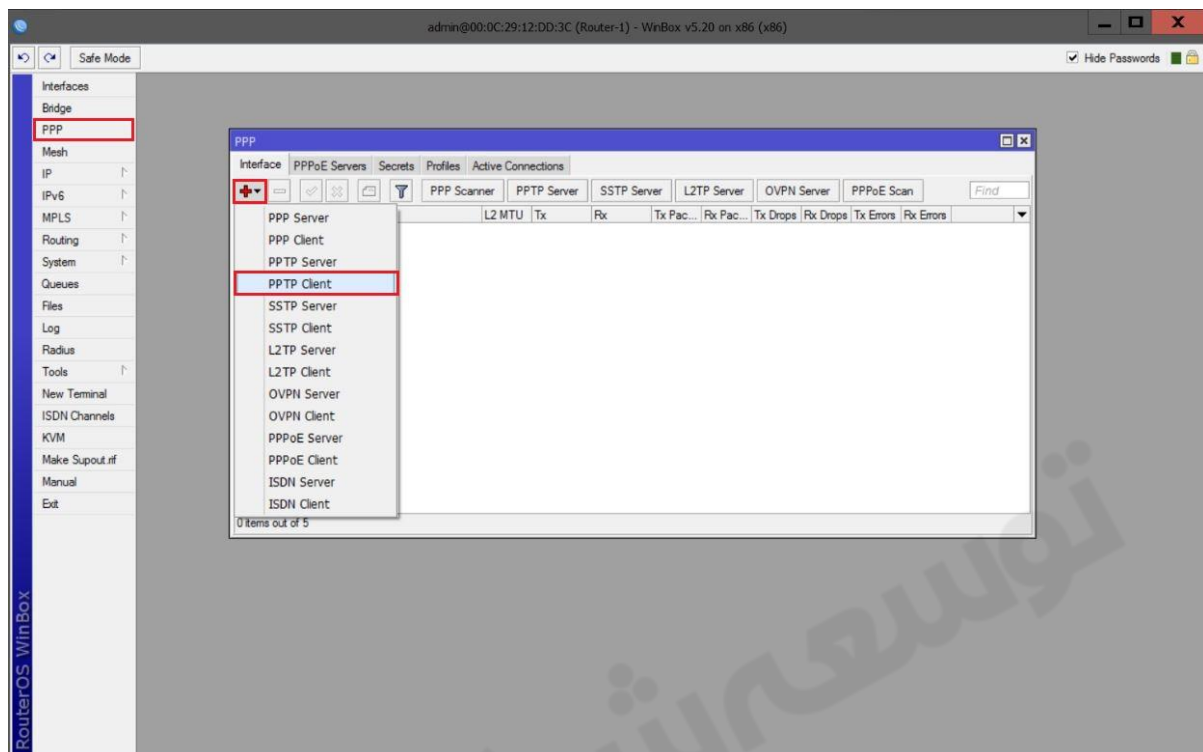 admin@00:0C:29:12:DD:3C (Router-1) - WinBox v5.20 on x86 (x86)
Safe Mode
Hide Passwords
Interfaces
Bridge
PPP
Mesh
IP
IPv6
MPLS
Routing
System
Queues
Files
Log
Radius
Tools
New Terminal
ISDN Channels
KVM
Make Supout.rif
Manual
Exit
RouterOS WinBox
PPP
Interface PPPoE Servers Secrets Profiles Active Connections
PPP Scanner PPTP Server SSTP Server L2TP Server OVPN Server PPPoE Scan Find
L2 MTU Tx Rx Tx Pac... Rx Pac... Tx Drops Rx Drops Tx Errors Rx Errors
PPP Server
PPP Client
PPTP Server
PPTP Client
SSTP Server
SSTP Client
L2TP Server
L2TP Client
OVPN Server
OVPN Client
PPPoE Server
PPPoE Client
ISDN Server
ISDN Client
0 items out of 5
توسعه